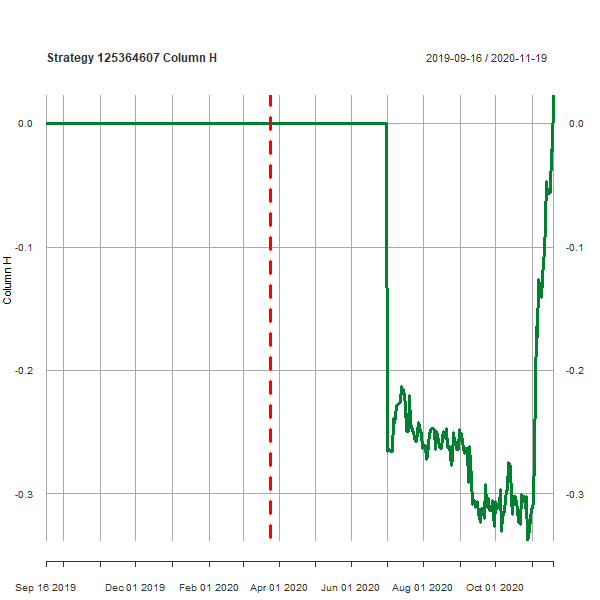 Strategy 125364607 Column H
2019-09-16 / 2020-11-19
0.0 0.0
-0.1 -0.1
Column H
-0.2 -0.2
-0.3 -0.3
Sep 16 2019 Dec 01 2019 Feb 01 2020 Apr 01 2020 Jun 01 2020 Aug 01 2020 Oct 01 2020